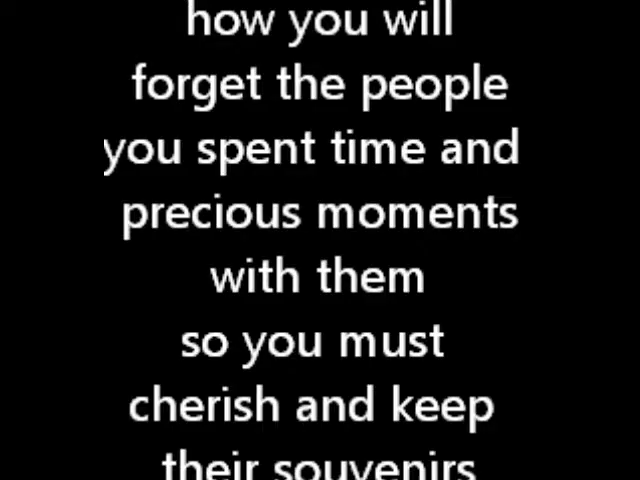 how you will
forget the people
you spent time and
precious moments
with them
so you must
cherish and keep
their souvenirs